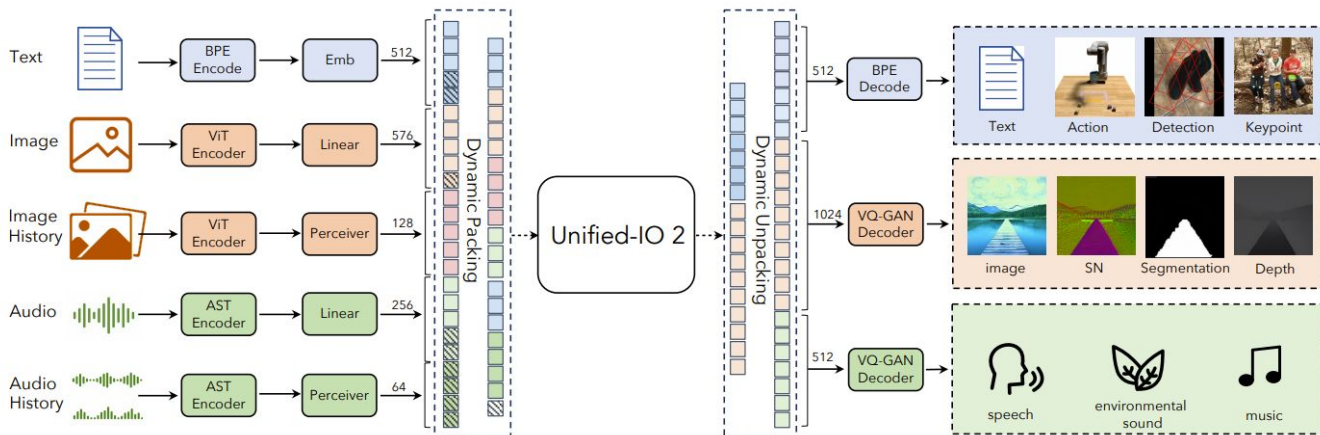 Text
BPE
Encode
Emb
512
Image
ViT
Encoder
Linear
576
Image
History
ViT
Encoder
Perceiver
128
Audio
AST
Encoder
Linear
256
Audio
History
AST
Encoder
Perceiver
64
Dynamic Packing
Unified-IO 2
Dynamic Unpacking
512
BPE
Decode
Text
Action
Detection
Keypoint
1024
VQ-GAN
Decoder
image
SN
Segmentation
Depth
512
VQ-GAN
Decoder
speech
environmental
sound
music